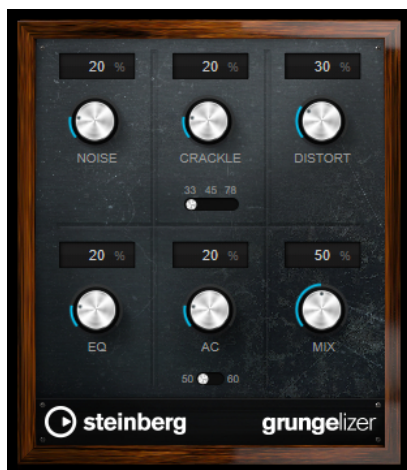 20 % 20 % 30 %
NOISE CRACKLE DISTORT
33 45 78
20 % 20 % 50 %
EQ AC MIX
50 60
steinberg grungelizer